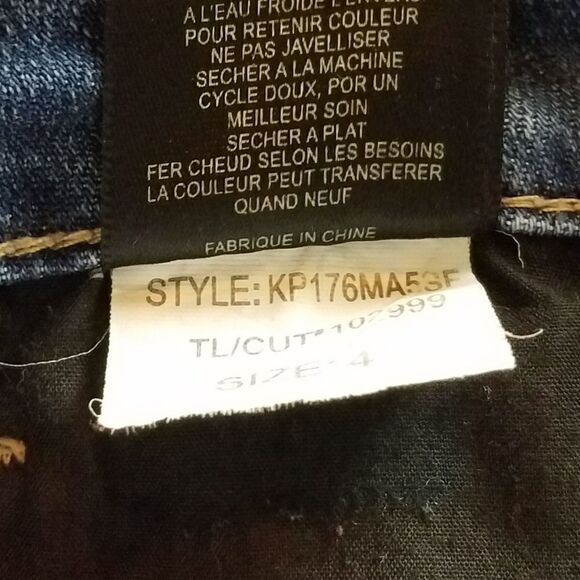 À L'EAU FROIDE
POUR RETENIR COULEUR
NE PAS JAVELLISER
SECHER A LA MACHINE
CYCLE DOUX, POR UN
MEILLEUR SOIN
SECHER A PLAT
FER CHEUD SELON LES BESOINS
LA COULEUR PEUT TRANSFERER
QUAND NEUF
FABRIQUE IN CHINE
STYLE: KP176MA5GF
TL/CUT# 102999
SIZE: 4